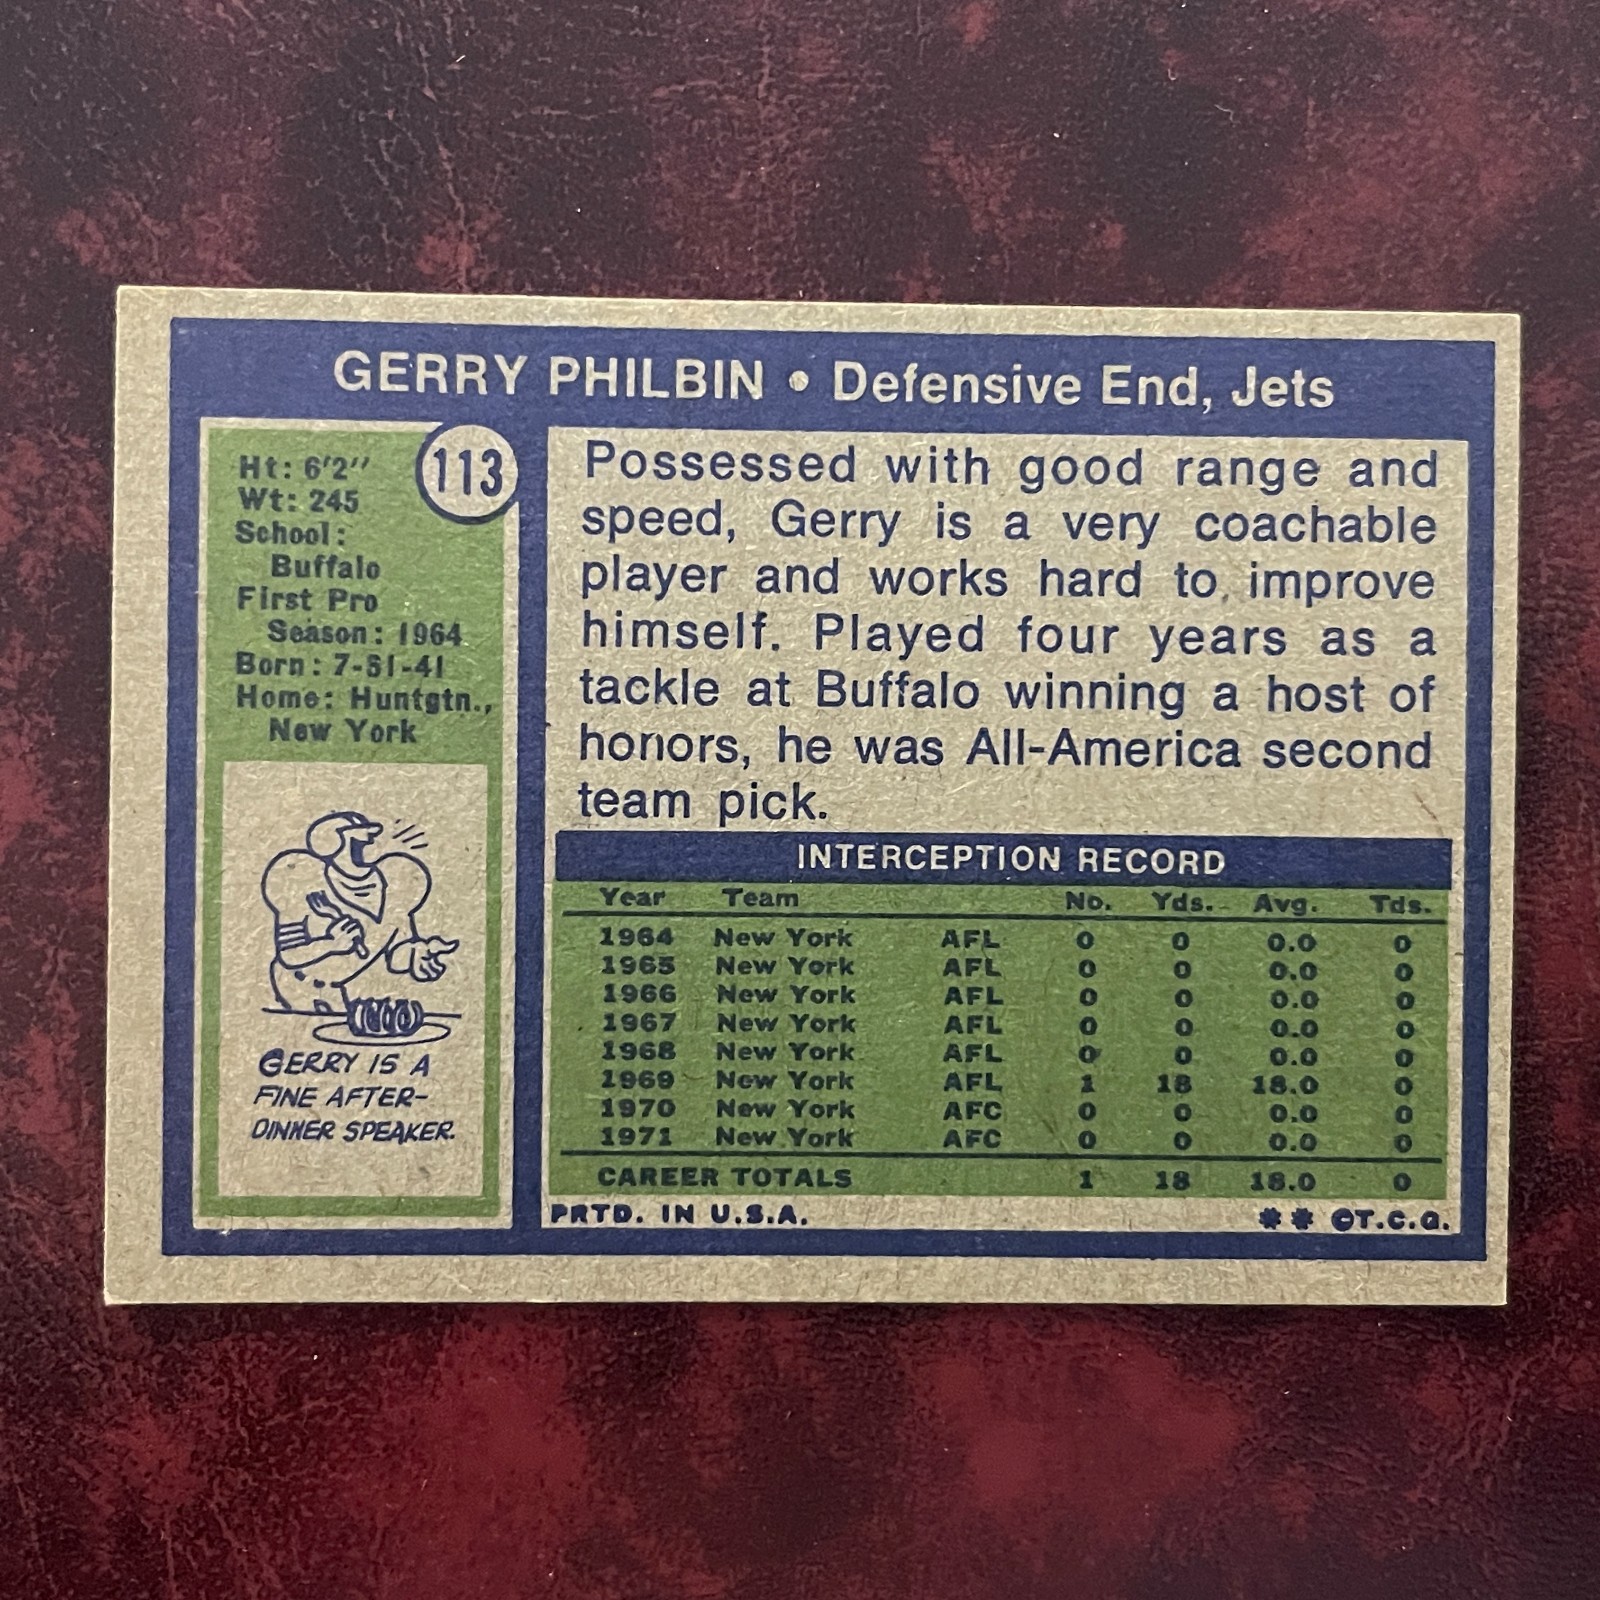 GERRY PHILBIN • Defensive End, Jets
113
Ht: 6'2"
Wt: 245
School:
Buffalo
First Pro
Season: 1964
Born: 7-31-41
Home: Huntgtn.,
New York
GERRY IS A
FINE AFTER-
DINNER SPEAKER.
Possessed with good range and
speed, Gerry is a very coachable
player and works hard to improve
himself. Played four years as a
tackle at Buffalo winning a host of
honors, he was All-America second
team pick.
INTERCEPTION RECORD
Year Team No. Yds. Avg. Tds.
1964 New York AFL 0 0 0.0 0
1965 New York AFL 0 0 0.0 0
1966 New York AFL 0 0 0.0 0
1967 New York AFL 0 0 0.0 0
1968 New York AFL 0 0 0.0 0
1969 New York AFL 1 18 18.0 0
1970 New York AFC 0 0 0.0 0
1971 New York AFC 0 0 0.0 0
CAREER TOTALS 1 18 18.0 0
PRTD. IN U.S.A. * * ©T.C.G.